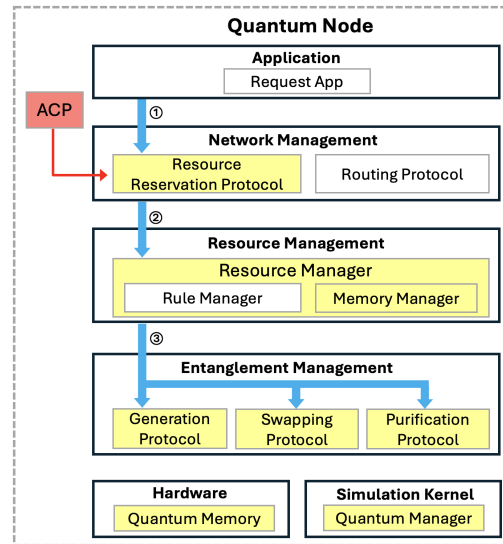 Quantum Node
Application
Request App
ACP
①
Network Management
Resource
Reservation Protocol
Routing Protocol
②
Resource Management
Resource Manager
Rule Manager
Memory Manager
③
Entanglement Management
Generation
Protocol
Swapping
Protocol
Purification
Protocol
Hardware
Quantum Memory
Simulation Kernel
Quantum Manager